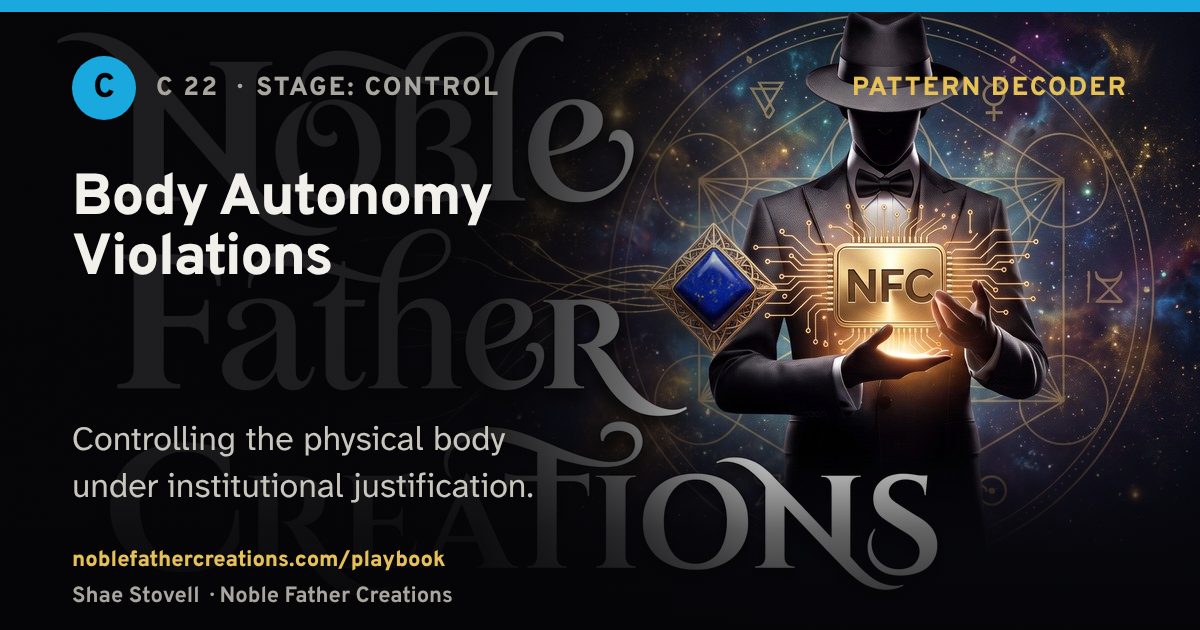 C
C 22 · STAGE: CONTROL
PATTERN DECODER
Body Autonomy
Violations
Controlling the physical body
under institutional justification.
noblefathercreations.com/playbook
Shae Stovell · Noble Father Creations
Noble
Father
Creations
NFC